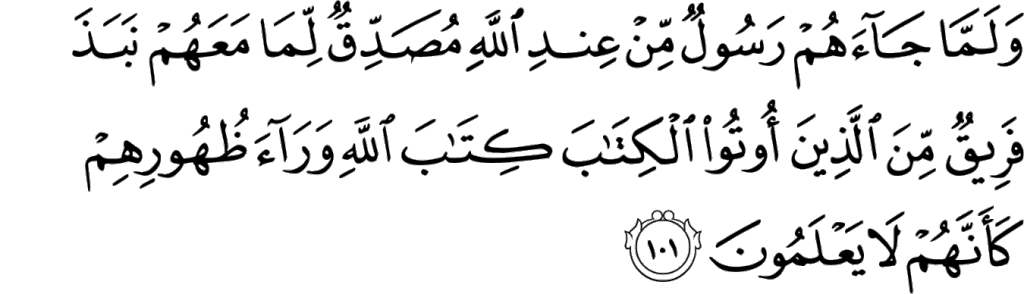 وَلَمَّا جَآءَهُمْ رَسُولٌ مِّنْ عِندِ ٱللَّهِ مُصَدِّقٌ لِّمَا مَعَهُمْ نَبَذَ
فَرِيقٌ مِّنَ ٱلَّذِينَ أُوتُوا۟ ٱلْكِتَٰبَ كِتَٰبَ ٱللَّهِ وَرَآءَ ظُهُورِهِمْ
كَأَنَّهُمْ لَا يَعْلَمُونَ ١٠١